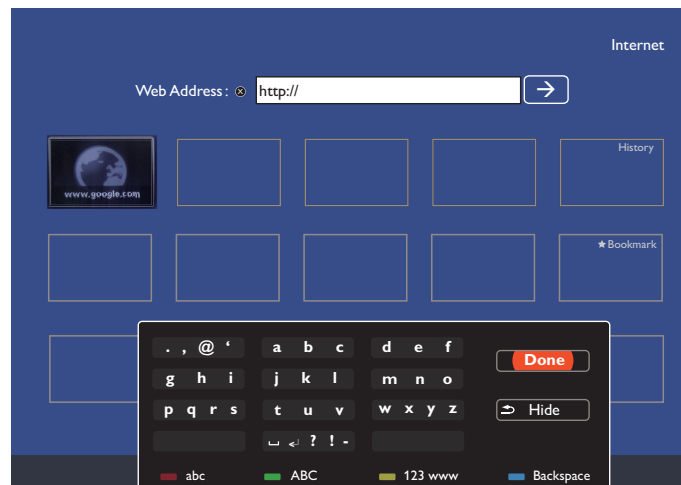 Internet
Web Address : ⓧ http:// →
www.google.com
History
★Bookmark
. , @ ‘ a b c d e f
Done
g h i j k l m n o
p q r s t u v w x y z
Hide
␣ ↲ ? ! -
abc ABC 123 www Backspace